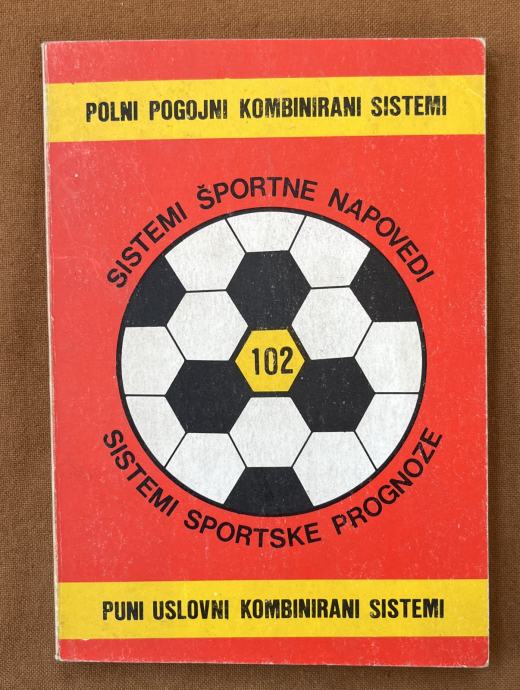 POLNI POGOJNI KOMBINIRANI SISTEMI
SISTEMI ŠPORTNE NAPOVEDI
102
SISTEMI SPORTSKE PROGNOZE
PUNI USLOVNI KOMBINIRANI SISTEMI